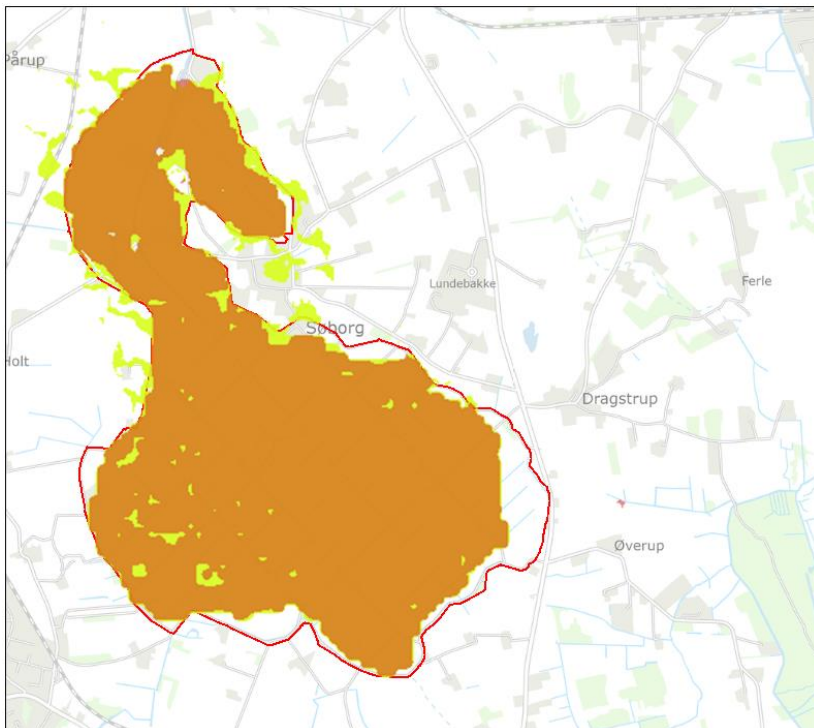 Pårup
Lundebakke
Ferle
Søborg
Holt
Dragstrup
Øverup